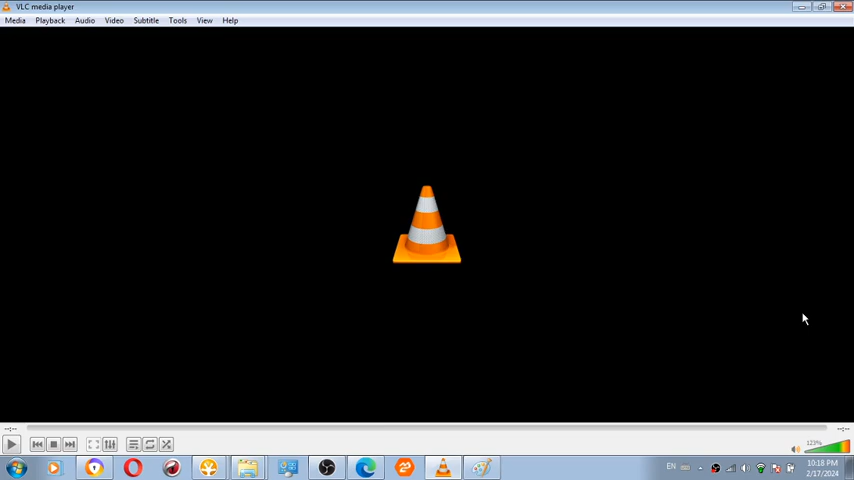 VLC media player
Media Playback Audio Video Subtitle Tools View Help
--:-- --:--
123%
EN 10:18 PM
2/17/2024